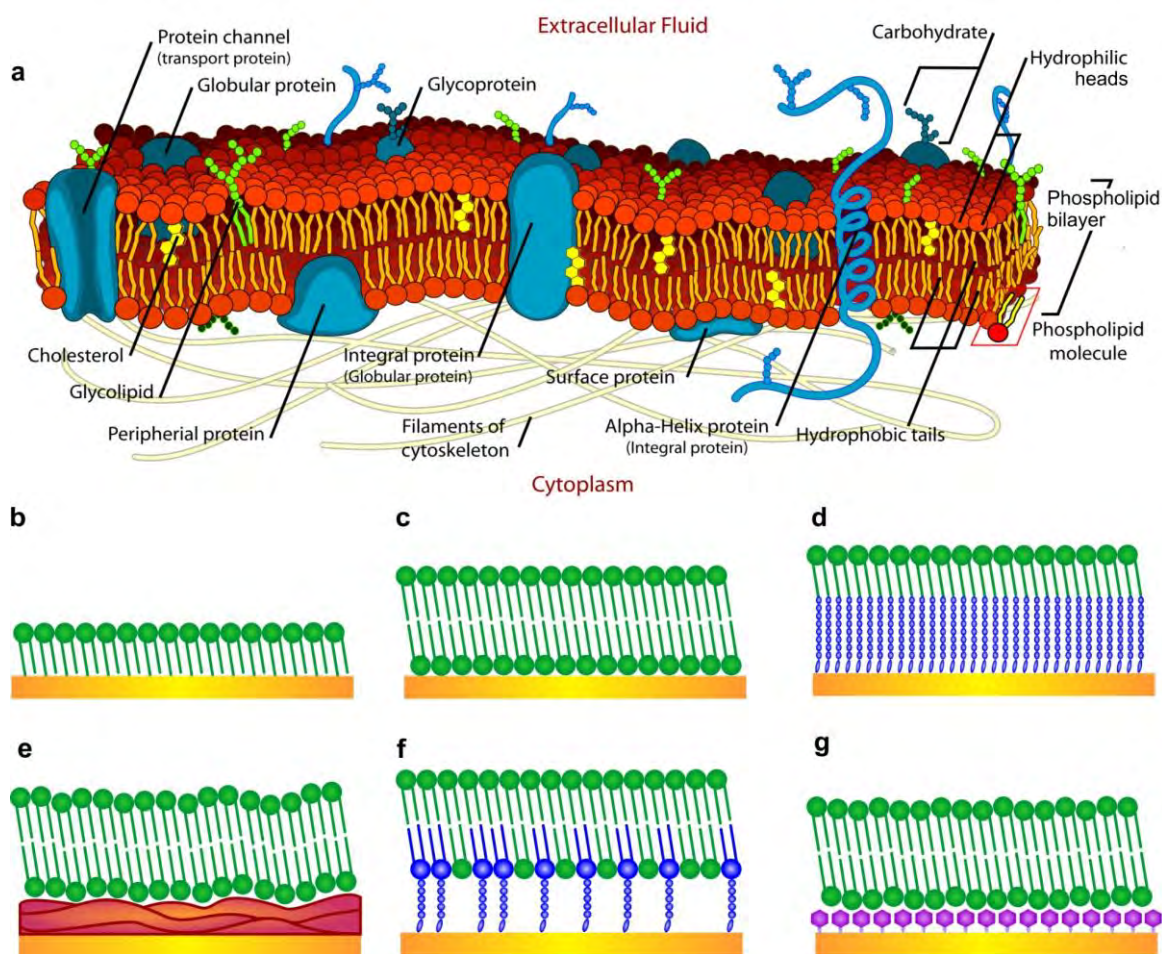 Extracellular Fluid
a
Protein channel
(transport protein)
Globular protein
Glycoprotein
Carbohydrate
Hydrophilic
heads
Phospholipid
bilayer
Phospholipid
molecule
Cholesterol
Glycolipid
Peripherial protein
Integral protein
(Globular protein)
Filaments of
cytoskeleton
Surface protein
Alpha-Helix protein
(Integral protein)
Hydrophobic tails
Cytoplasm
b
c
d
e
f
g